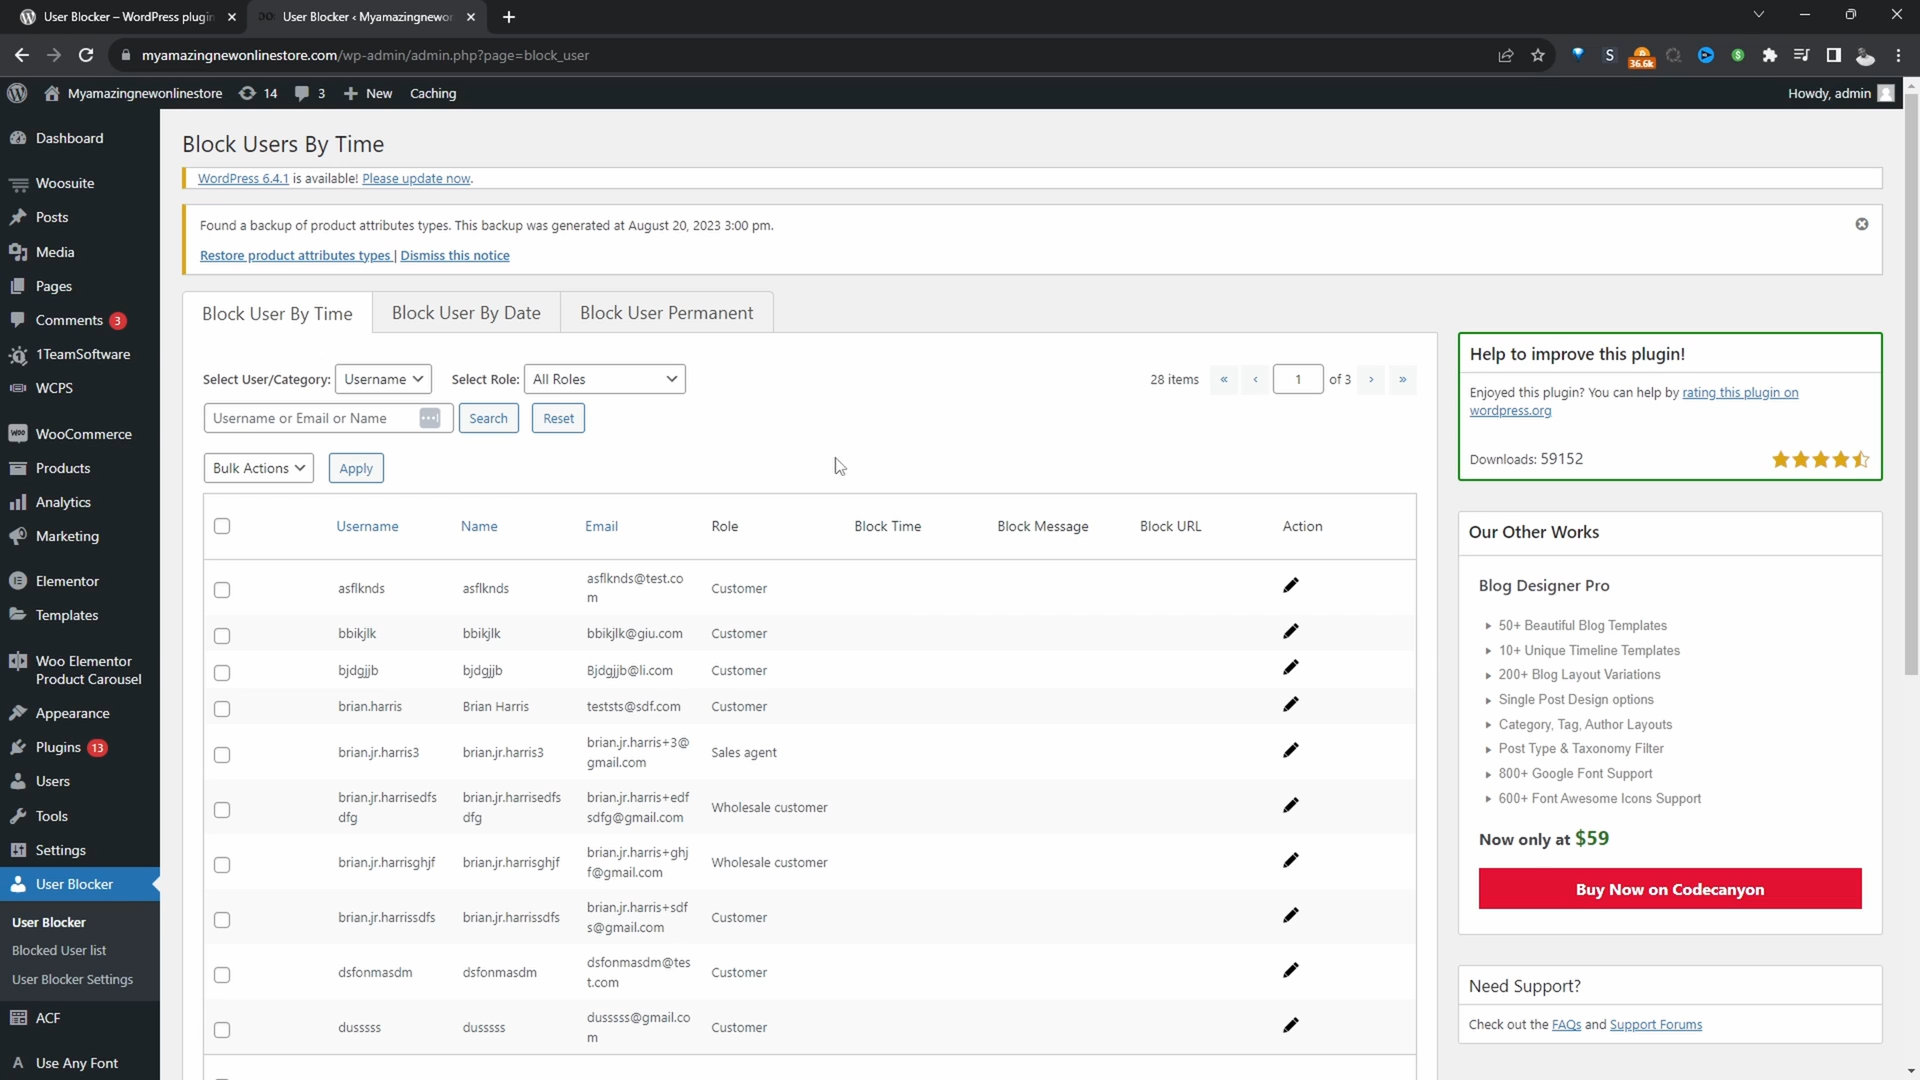 User Blocker – WordPress plugin
User Blocker ‹ Myamazingnewor
myamazingnewonlinestore.com/wp-admin/admin.php?page=block_user
S
36.6k
Myamazingnewonlinestore
14
3
New
Caching
Howdy, admin
Dashboard
Woosuite
Posts
Media
Pages
Comments 3
1TeamSoftware
WCPS
WooCommerce
Products
Analytics
Marketing
Elementor
Templates
Woo Elementor
Product Carousel
Appearance
Plugins 13
Users
Tools
Settings
User Blocker
User Blocker
Blocked User list
User Blocker Settings
ACF
Use Any Font
Block Users By Time
WordPress 6.4.1 is available! Please update now.
Found a backup of product attributes types. This backup was generated at August 20, 2023 3:00 pm.
Restore product attributes types | Dismiss this notice
Block User By Time
Block User By Date
Block User Permanent
Select User/Category: Username
Select Role: All Roles
28 items « ‹ 1 of 3 › »
Username or Email or Name
Search
Reset
Bulk Actions
Apply
Username Name Email Role Block Time Block Message Block URL Action
asflknds asflknds asflknds@test.co
m Customer
bbikjlk bbikjlk bbikjlk@giu.com Customer
bjdgjjb bjdgjjb Bjdgjjb@li.com Customer
brian.harris Brian Harris teststs@sdf.com Customer
brian.jr.harris3 brian.jr.harris3 brian.jr.harris+3@
gmail.com Sales agent
brian.jr.harrisedfs brian.jr.harrisedfs brian.jr.harris+edf
dfg dfg sdfg@gmail.com Wholesale customer
brian.jr.harrisghjf brian.jr.harrisghjf brian.jr.harris+ghj
f@gmail.com Wholesale customer
brian.jr.harrissdfs brian.jr.harrissdfs brian.jr.harris+sdf
s@gmail.com Customer
dsfonmasdm dsfonmasdm dsfonmasdm@tes
t.com Customer
dusssss dusssss dusssss@gmail.co
m Customer
Help to improve this plugin!
Enjoyed this plugin? You can help by rating this plugin on
wordpress.org
Downloads: 59152
Our Other Works
Blog Designer Pro
50+ Beautiful Blog Templates
10+ Unique Timeline Templates
200+ Blog Layout Variations
Single Post Design options
Category, Tag, Author Layouts
Post Type & Taxonomy Filter
800+ Google Font Support
600+ Font Awesome Icons Support
Now only at $59
Buy Now on Codecanyon
Need Support?
Check out the FAQs and Support Forums